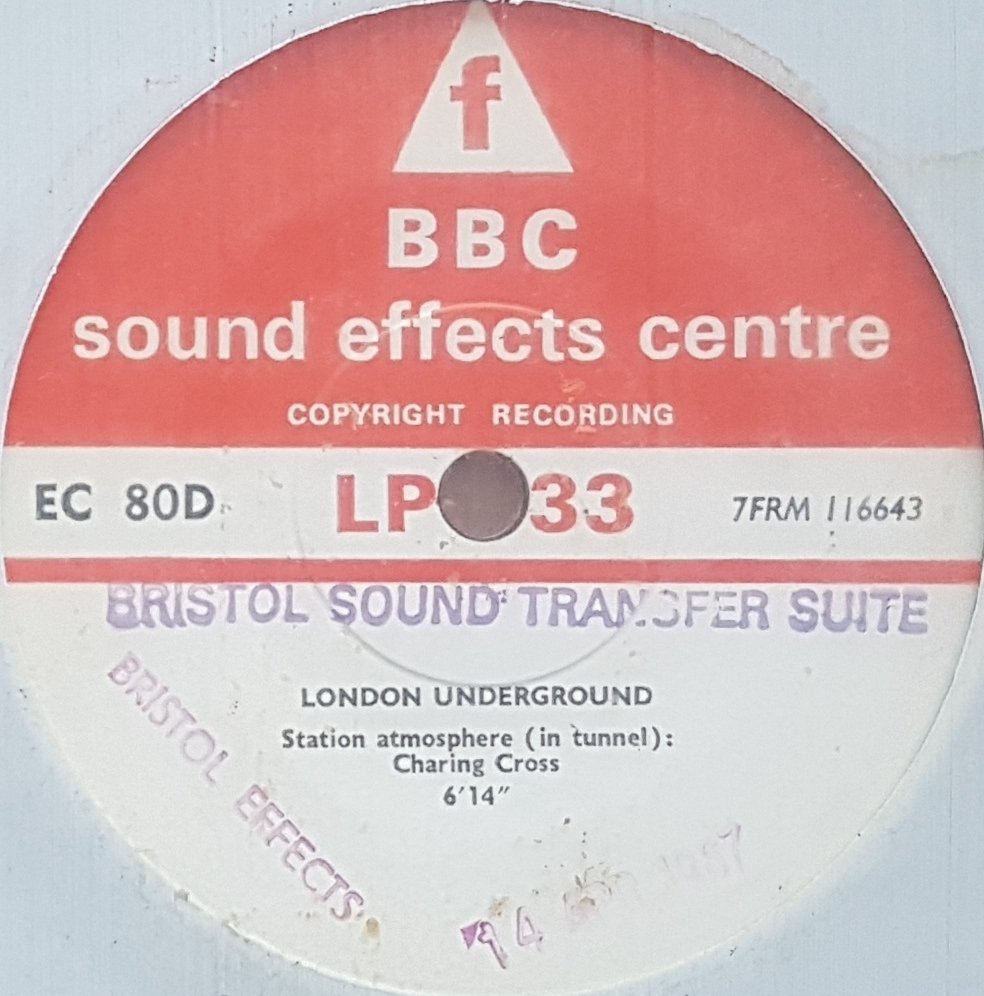 f
BBC
sound effects centre
COPYRIGHT RECORDING
EC 80D LP 33 7FRM 116643
BRISTOL SOUND TRANSFER SUITE
LONDON UNDERGROUND
Station atmosphere (in tunnel):
Charing Cross
6'14"
BRISTOL EFFECTS